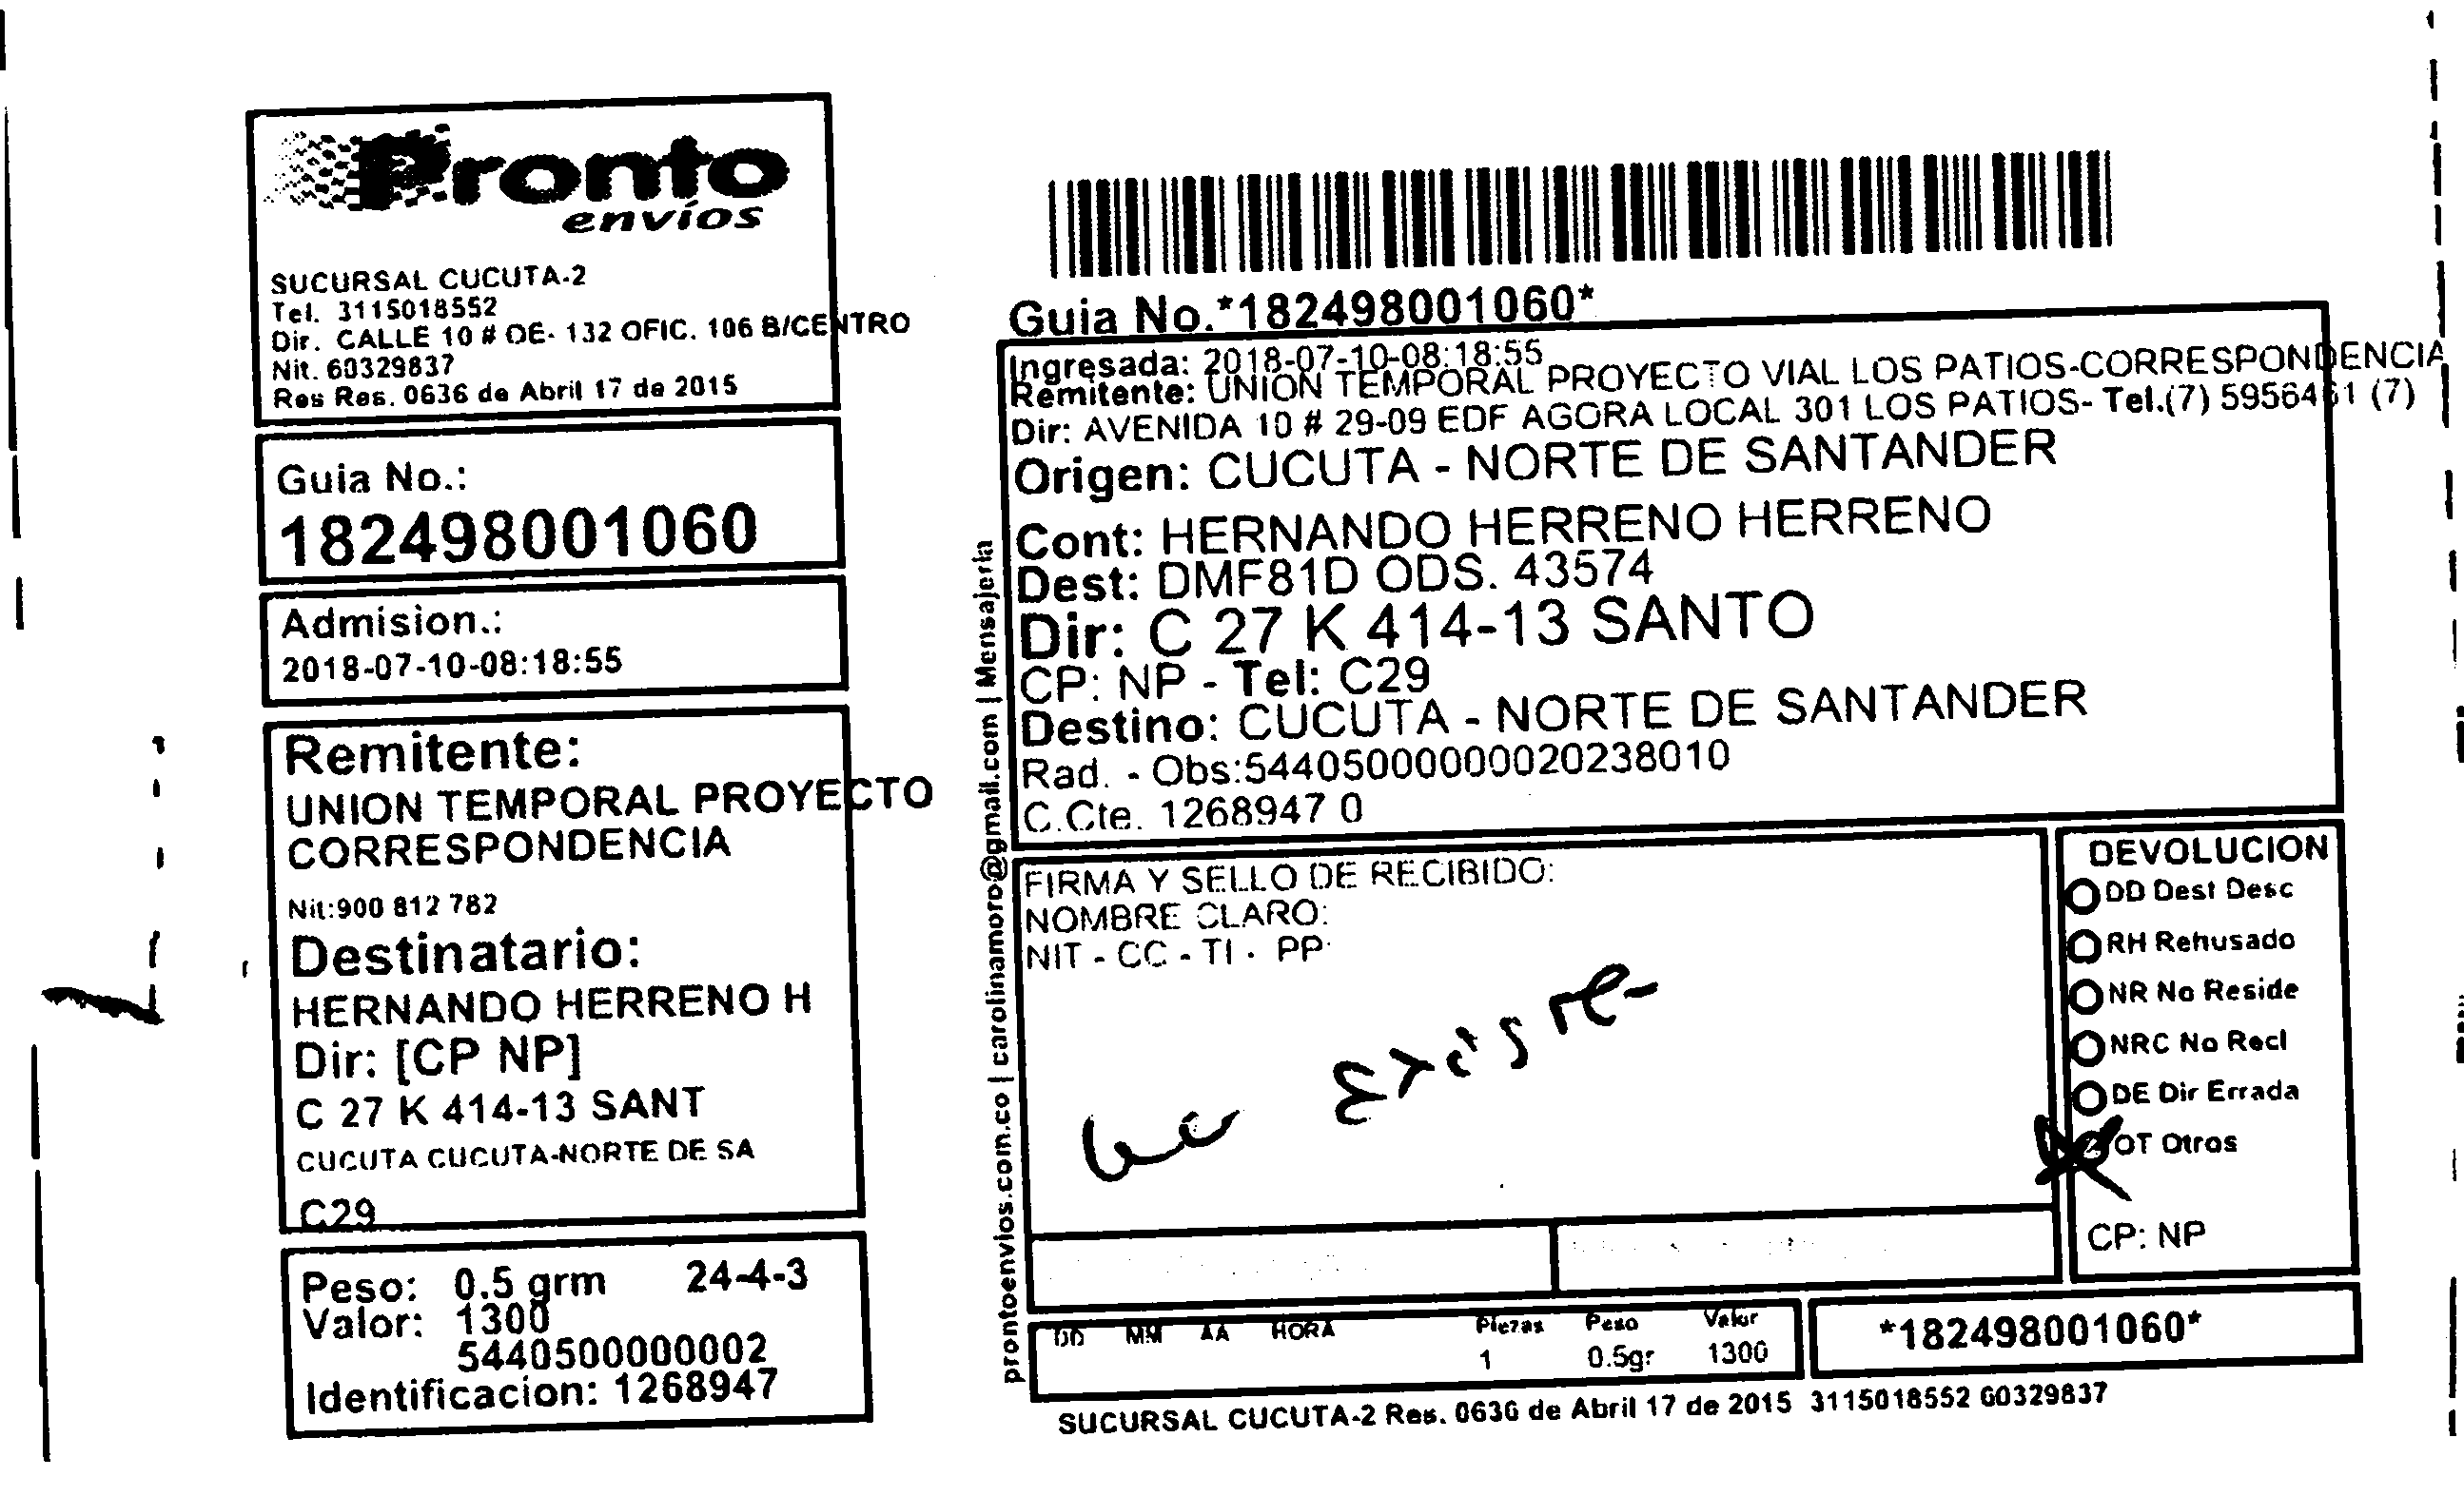 Pronto
envíos
SUCURSAL CUCUTA-2
Tel. 3115018552
Dir. CALLE 10 # OE- 132 OFIC. 106 B/CENTRO
Nit. 60329837
Res Res. 0636 de Abril 17 de 2015
Guia No.:
182498001060
Admision.:
2018-07-10-08:18:55
Remitente:
UNION TEMPORAL PROYECTO
CORRESPONDENCIA
Nit:900 812 782
Destinatario:
HERNANDO HERRENO H
Dir: [CP NP]
C 27 K 414-13 SANT
CUCUTA CUCUTA-NORTE DE SA
C29
Peso: 0.5 grm 24-4-3
Valor: 1300
5440500000002
Identificacion: 1268947
prontoenvios.com.co | carolinamoro@gmail.com | Mensajeria
Guia No.*182498001060*
Ingresada: 2018-07-10-08:18:55
Remitente: UNION TEMPORAL PROYECTO VIAL LOS PATIOS-CORRESPONDENCIA
Dir: AVENIDA 10 # 29-09 EDF AGORA LOCAL 301 LOS PATIOS- Tel.(7) 5956461 (7)
Origen: CUCUTA - NORTE DE SANTANDER
Cont: HERNANDO HERRENO HERRENO
Dest: DMF81D ODS. 43574
Dir: C 27 K 414-13 SANTO
CP: NP - Tel: C29
Destino: CUCUTA - NORTE DE SANTANDER
Rad. - Obs:544050000000020238010
C.Cte. 1268947 0
FIRMA Y SELLO DE RECIBIDO:
NOMBRE CLARO:
NIT - CC - TI - PP:
No Existe
DEVOLUCION
DD Dest Desc
RH Rehusado
NR No Reside
NRC No Recl
DE Dir Errada
OT Otros
CP: NP
DD MM AA HORA Piezas Peso Valor
1 0.5gr 1300
*182498001060*
SUCURSAL CUCUTA-2 Res. 0636 de Abril 17 de 2015 3115018552 60329837